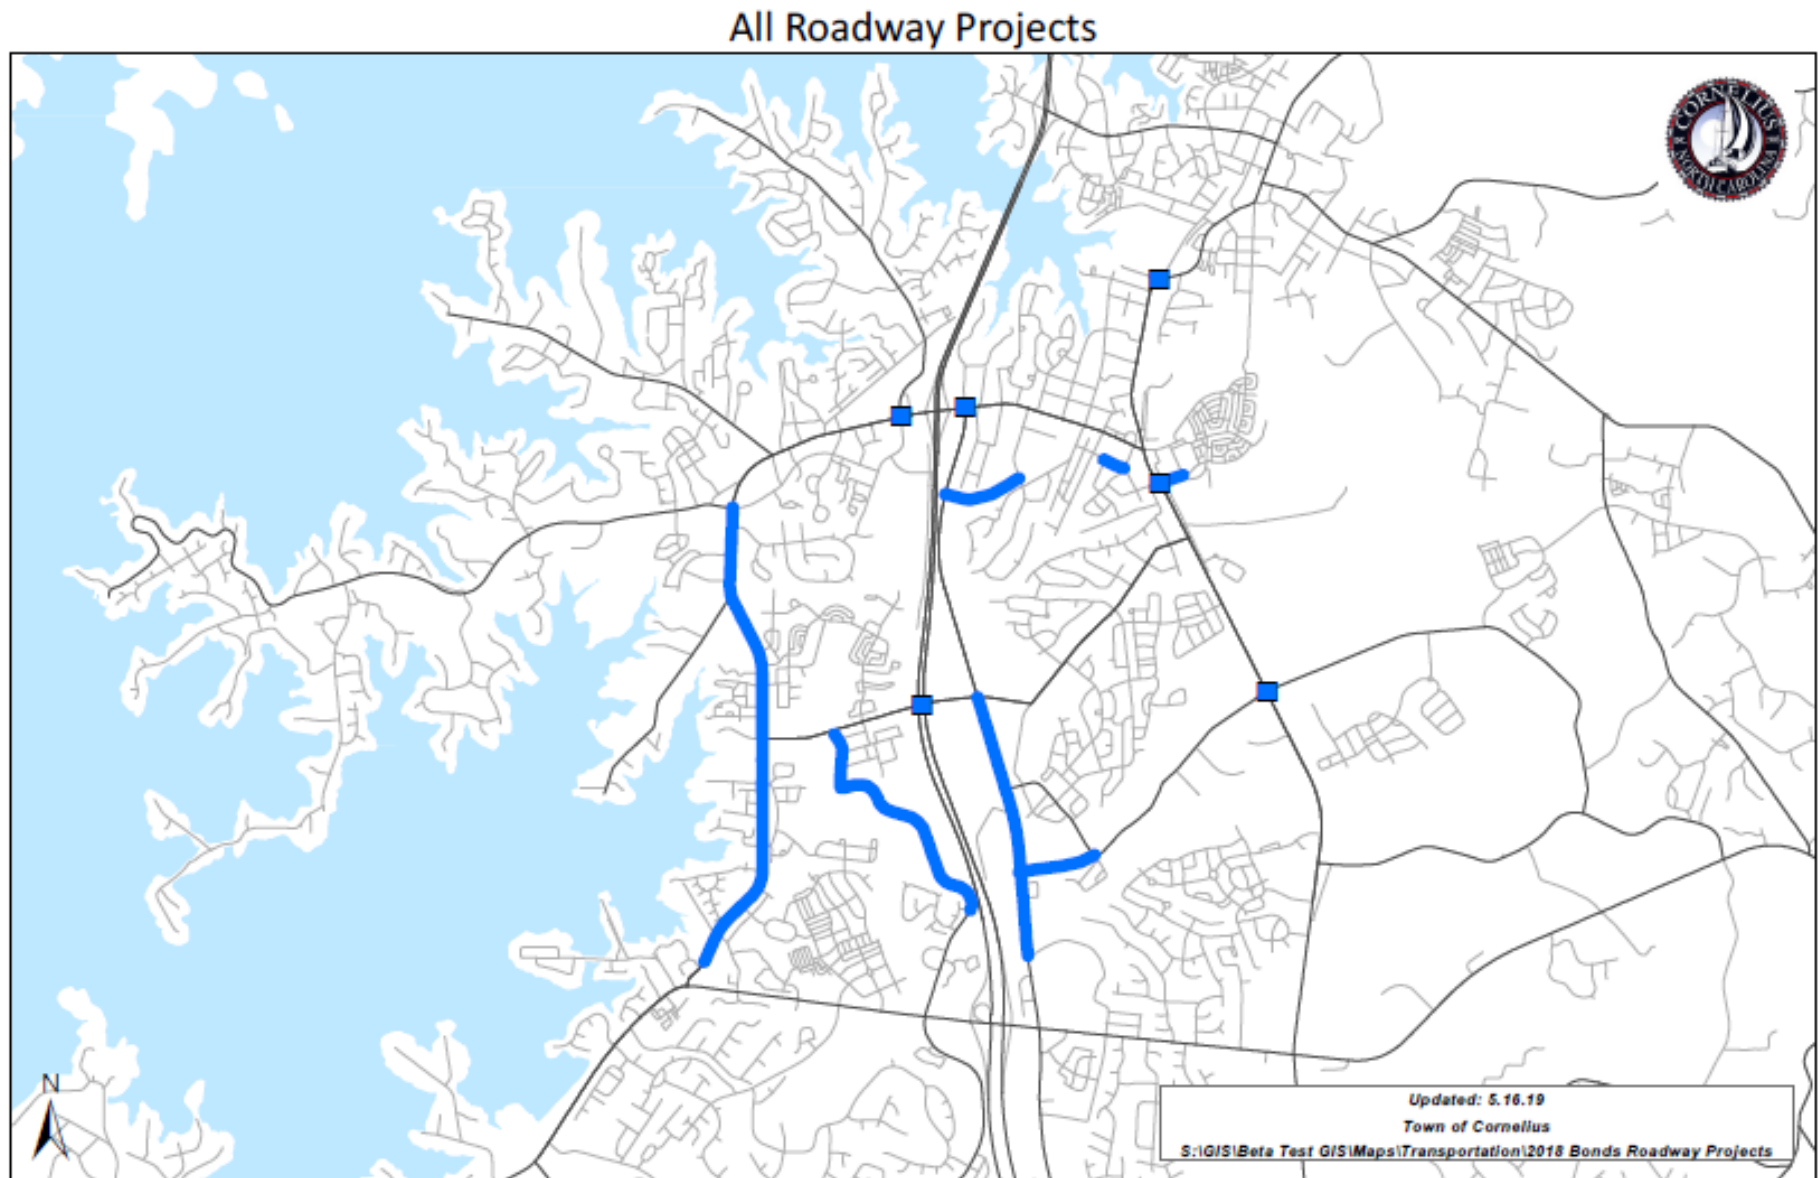 All Roadway Projects
CORNELIUS
NORTH CAROLINA
N
Updated: 5.16.19
Town of Cornelius
S:\GIS\Beta Test GIS\Maps\Transportation\2018 Bonds Roadway Projects